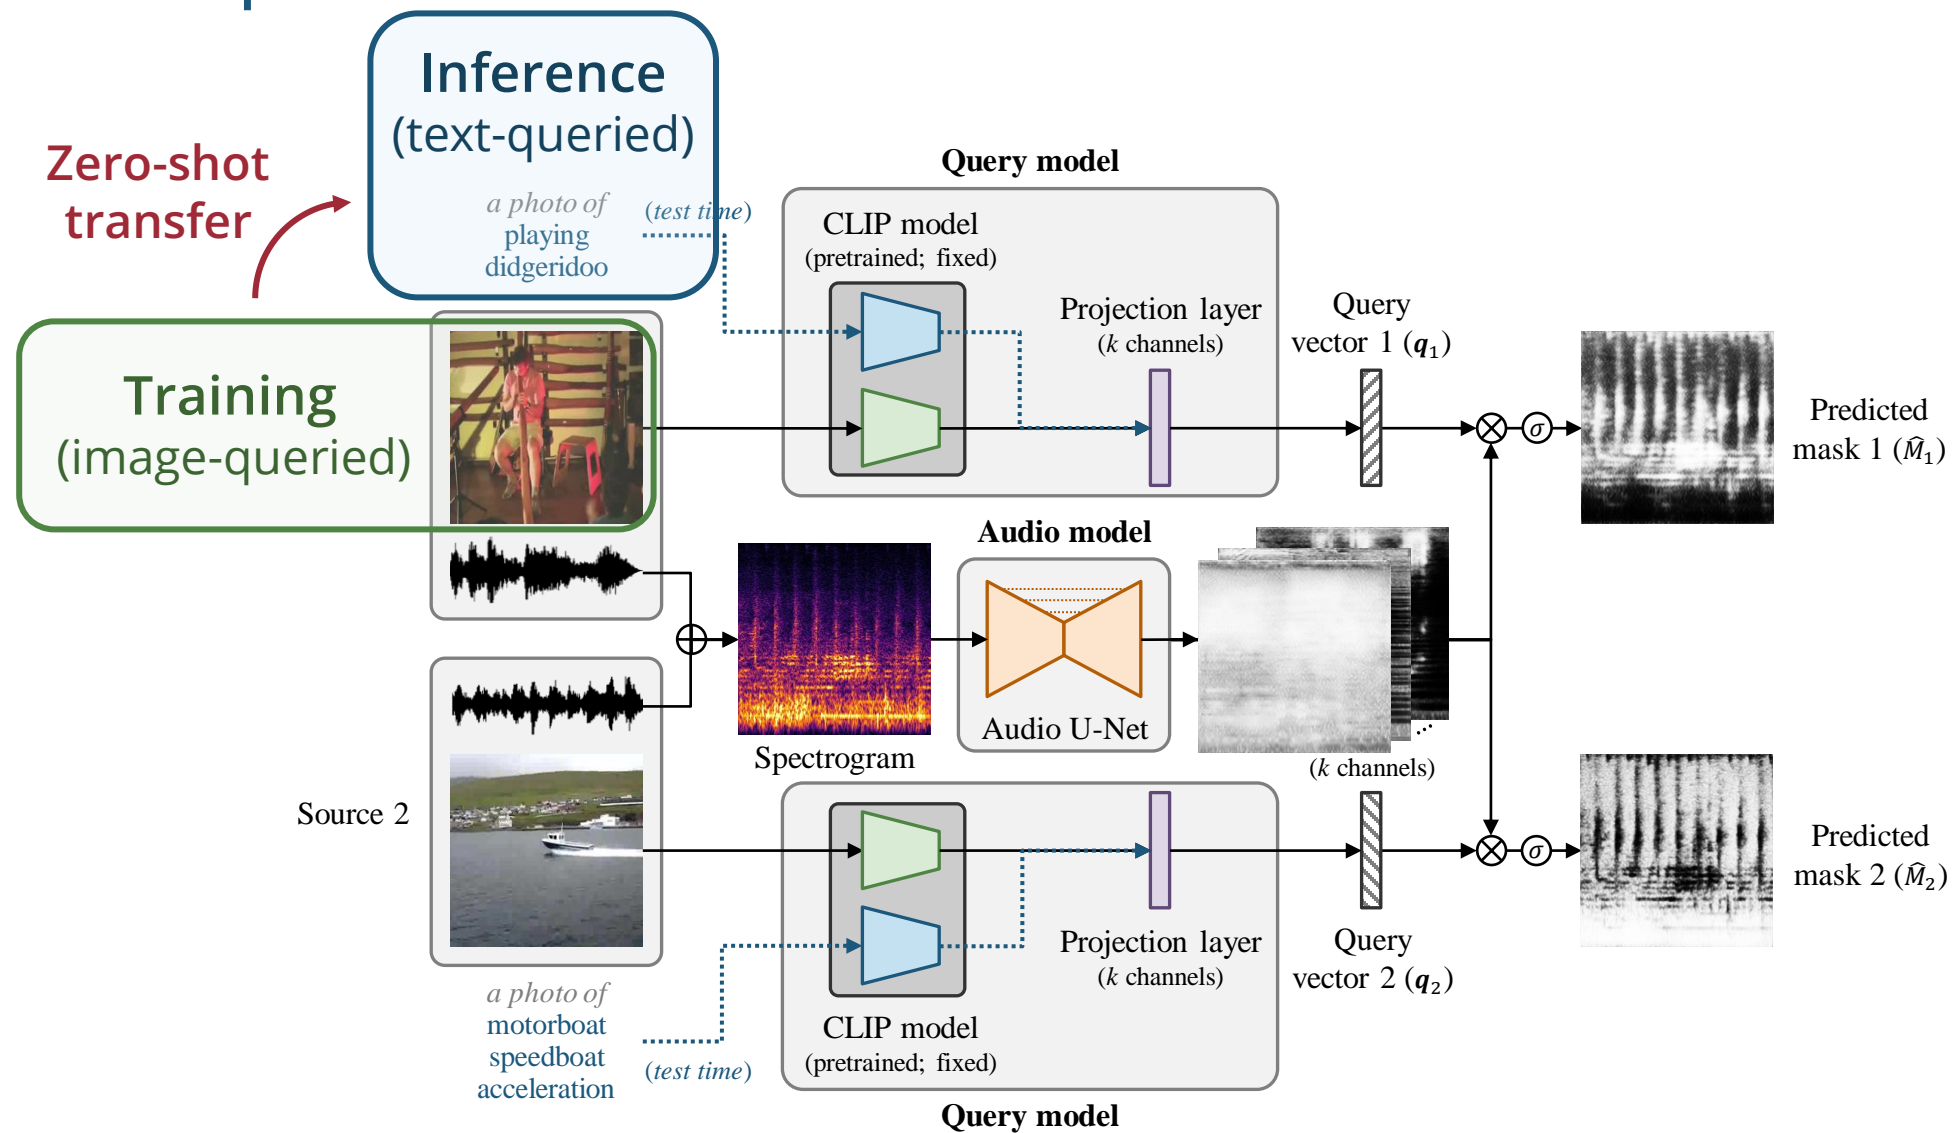 Inference
(text-queried)
Zero-shot
transfer
a photo of
playing
didgeridoo
(test time)
Training
(image-queried)
Query model
CLIP model
(pretrained; fixed)
Projection layer
(k channels)
Query
vector 1 (q₁)
σ
Predicted
mask 1 (M̂₁)
Audio model
Audio U-Net
Spectrogram
...
(k channels)
Source 2
a photo of
motorboat
speedboat
acceleration
(test time)
CLIP model
(pretrained; fixed)
Projection layer
(k channels)
Query model
Query
vector 2 (q₂)
σ
Predicted
mask 2 (M̂₂)